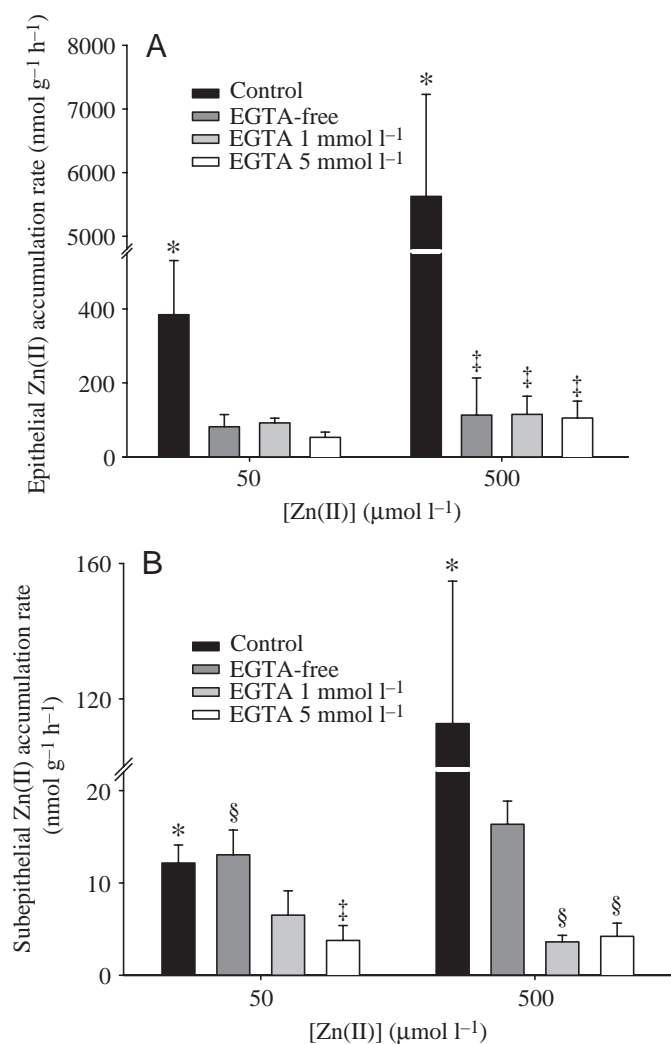 A
Epithelial Zn(II) accumulation rate (nmol g⁻¹ h⁻¹)
8000
7000
6000
5000
400
200
0
Control
EGTA-free
EGTA 1 mmol l⁻¹
EGTA 5 mmol l⁻¹
*
*
‡
‡
‡
50
500
[Zn(II)] (μmol l⁻¹)
B
Subepithelial Zn(II) accumulation rate
(nmol g⁻¹ h⁻¹)
160
120
20
10
0
Control
EGTA-free
EGTA 1 mmol l⁻¹
EGTA 5 mmol l⁻¹
*
§
‡
*
§
§
50
500
[Zn(II)] (μmol l⁻¹)